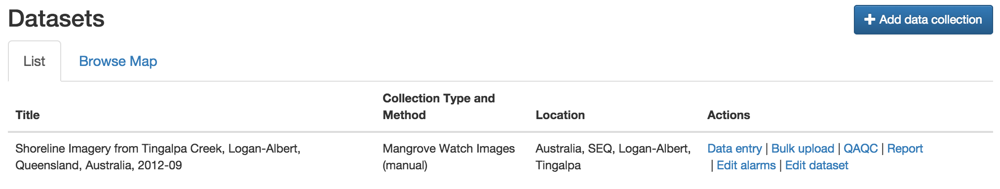 Datasets
+ Add data collection
List
Browse Map
Title
Collection Type and
Method
Location
Actions
Shoreline Imagery from Tingalpa Creek, Logan-Albert,
Queensland, Australia, 2012-09
Mangrove Watch Images
(manual)
Australia, SEQ, Logan-Albert,
Tingalpa
Data entry | Bulk upload | QAQC | Report
| Edit alarms | Edit dataset